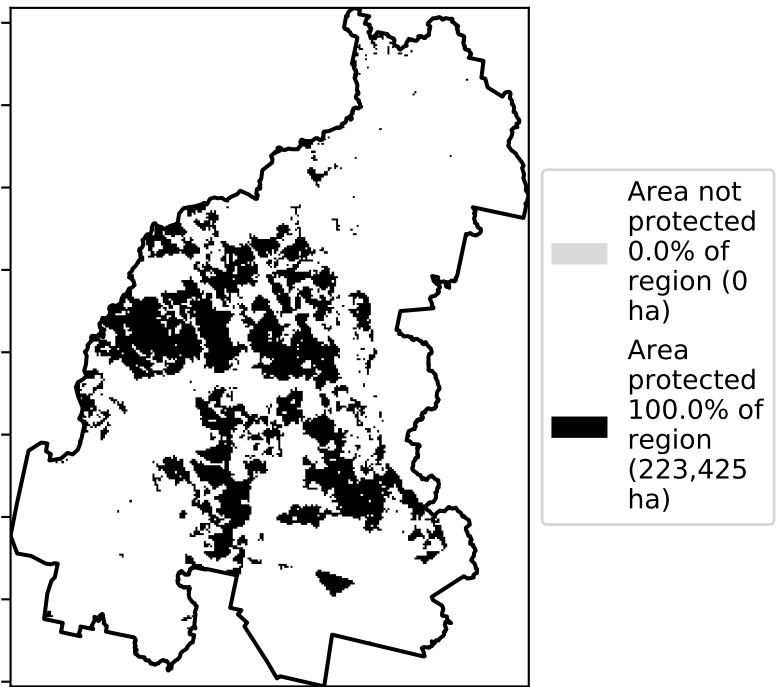 Area not
protected
0.0% of
region (0
ha)
Area
protected
100.0% of
region
(223,425
ha)